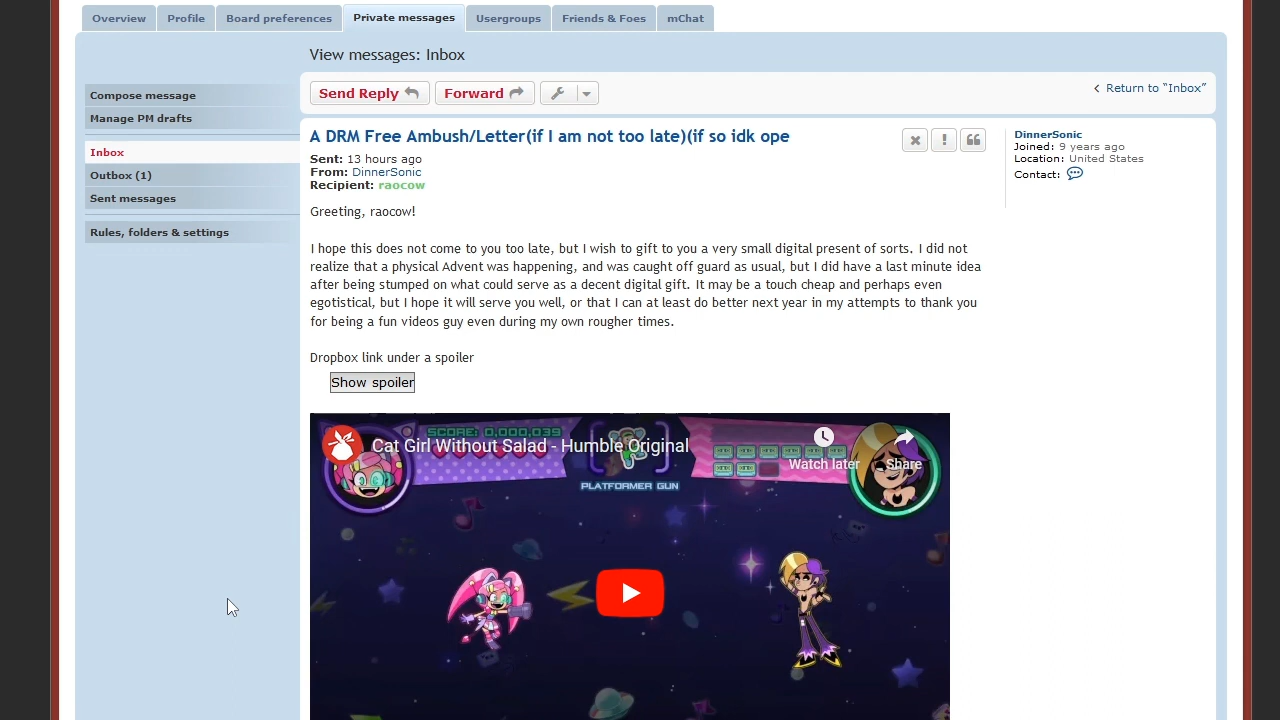 Overview
Profile
Board preferences
Private messages
Usergroups
Friends & Foes
mChat
View messages: Inbox
Compose message
Manage PM drafts
Inbox
Outbox (1)
Sent messages
Rules, folders & settings
Send Reply
Forward
Return to “Inbox”
A DRM Free Ambush/Letter(if I am not too late)(if so idk ope
Sent: 13 hours ago
From: DinnerSonic
Recipient: raocow
DinnerSonic
Joined: 9 years ago
Location: United States
Contact:
Greeting, raocow!
I hope this does not come to you too late, but I wish to gift to you a very small digital present of sorts. I did not
realize that a physical Advent was happening, and was caught off guard as usual, but I did have a last minute idea
after being stumped on what could serve as a decent digital gift. It may be a touch cheap and perhaps even
egotistical, but I hope it will serve you well, or that I can at least do better next year in my attempts to thank you
for being a fun videos guy even during my own rougher times.
Dropbox link under a spoiler
Show spoiler
SCORE: 0,000,039
Cat Girl Without Salad - Humble Original
Watch later
Share
PLATFORMER GUN